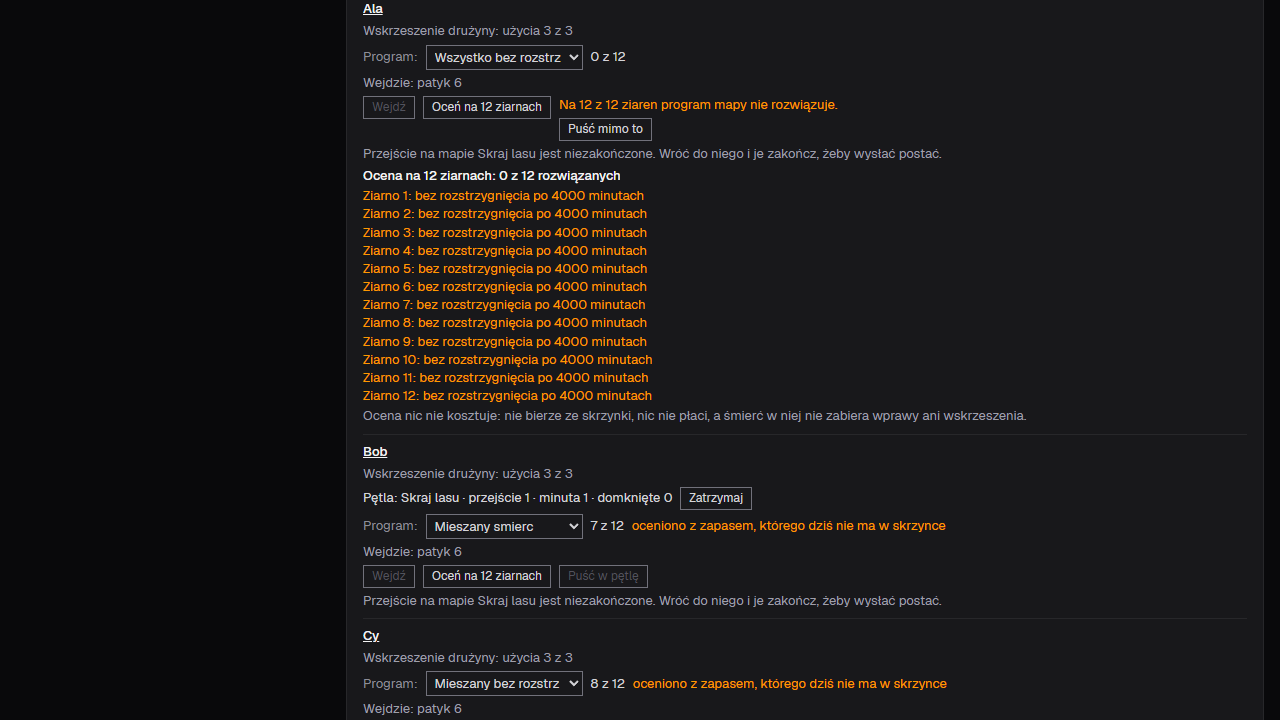 Ala
Wskrzeszenie drużyny: użycia 3 z 3
Program: Wszystko bez rozstrz 0 z 12
Wejdzie: patyk 6
Wejdź Oceń na 12 ziarnach Na 12 z 12 ziaren program mapy nie rozwiązuje.
Puść mimo to
Przejście na mapie Skraj lasu jest niezakończone. Wróć do niego i je zakończ, żeby wysłać postać.
Ocena na 12 ziarnach: 0 z 12 rozwiązanych
Ziarno 1: bez rozstrzygnięcia po 4000 minutach
Ziarno 2: bez rozstrzygnięcia po 4000 minutach
Ziarno 3: bez rozstrzygnięcia po 4000 minutach
Ziarno 4: bez rozstrzygnięcia po 4000 minutach
Ziarno 5: bez rozstrzygnięcia po 4000 minutach
Ziarno 6: bez rozstrzygnięcia po 4000 minutach
Ziarno 7: bez rozstrzygnięcia po 4000 minutach
Ziarno 8: bez rozstrzygnięcia po 4000 minutach
Ziarno 9: bez rozstrzygnięcia po 4000 minutach
Ziarno 10: bez rozstrzygnięcia po 4000 minutach
Ziarno 11: bez rozstrzygnięcia po 4000 minutach
Ziarno 12: bez rozstrzygnięcia po 4000 minutach
Ocena nic nie kosztuje: nie bierze ze skrzynki, nic nie płaci, a śmierć w niej nie zabiera wprawy ani wskrzeszenia.
Bob
Wskrzeszenie drużyny: użycia 3 z 3
Pętla: Skraj lasu · przejście 1 · minuta 1 · domknięte 0 Zatrzymaj
Program: Mieszany smierc 7 z 12 oceniono z zapasem, którego dziś nie ma w skrzynce
Wejdzie: patyk 6
Wejdź Oceń na 12 ziarnach Puść w pętlę
Przejście na mapie Skraj lasu jest niezakończone. Wróć do niego i je zakończ, żeby wysłać postać.
Cy
Wskrzeszenie drużyny: użycia 3 z 3
Program: Mieszany bez rozstrz 8 z 12 oceniono z zapasem, którego dziś nie ma w skrzynce
Wejdzie: patyk 6